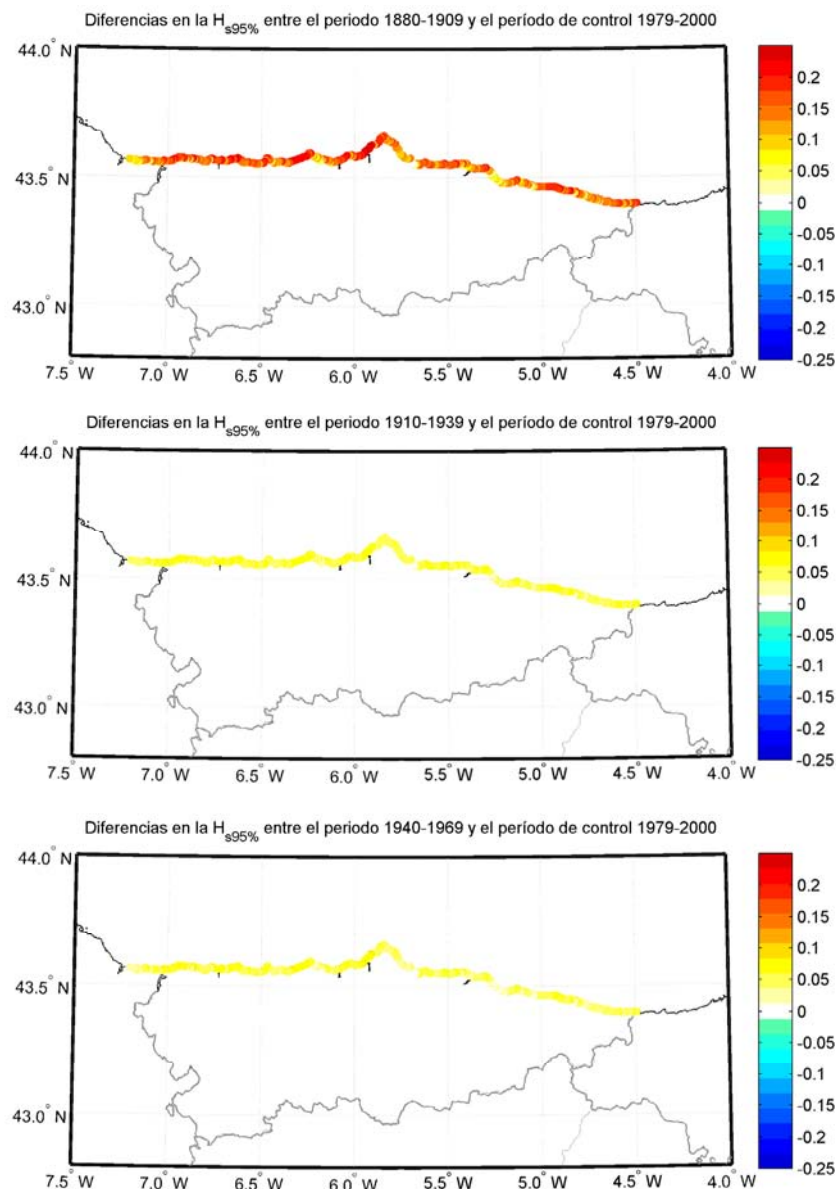 Diferencias en la H s95% entre el periodo 1880-1909 y el período de control 1979-2000
44.0° N
43.5° N
43.0° N
7.5° W 7.0° W 6.5° W 6.0° W 5.5° W 5.0° W 4.5° W 4.0° W
0.2
0.15
0.1
0.05
0
-0.05
-0.1
-0.15
-0.2
-0.25
Diferencias en la H s95% entre el periodo 1910-1939 y el período de control 1979-2000
44.0° N
43.5° N
43.0° N
7.5° W 7.0° W 6.5° W 6.0° W 5.5° W 5.0° W 4.5° W 4.0° W
0.2
0.15
0.1
0.05
0
-0.05
-0.1
-0.15
-0.2
-0.25
Diferencias en la H s95% entre el periodo 1940-1969 y el período de control 1979-2000
44.0° N
43.5° N
43.0° N
7.5° W 7.0° W 6.5° W 6.0° W 5.5° W 5.0° W 4.5° W 4.0° W
0.2
0.15
0.1
0.05
0
-0.05
-0.1
-0.15
-0.2
-0.25